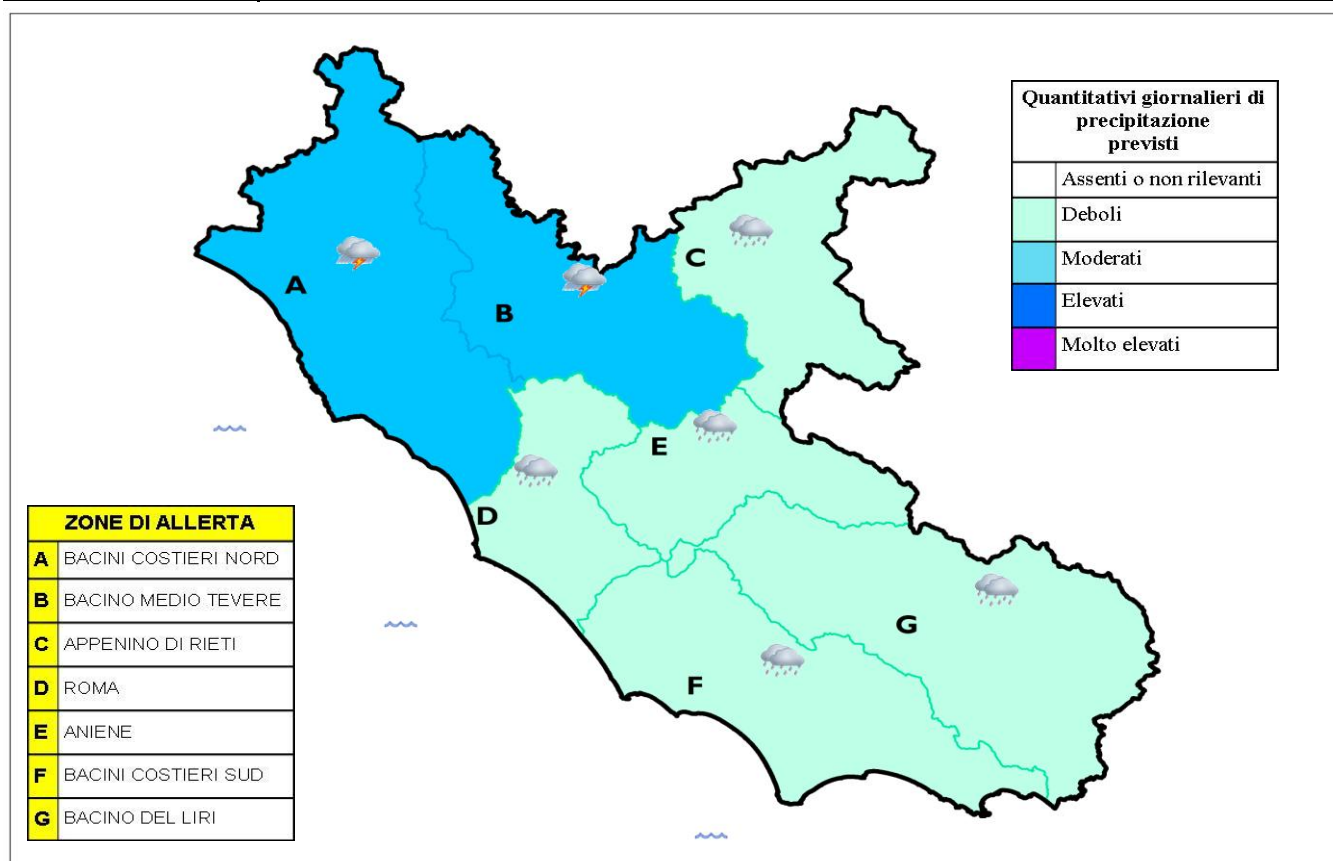 Quantitativi giornalieri di
precipitazione
previsti
Assenti o non rilevanti
Deboli
Moderati
Elevati
Molto elevati
A
B
C
D
E
F
G
ZONE DI ALLERTA
A BACINI COSTIERI NORD
B BACINO MEDIO TEVERE
C APPENINO DI RIETI
D ROMA
E ANIENE
F BACINI COSTIERI SUD
G BACINO DEL LIRI